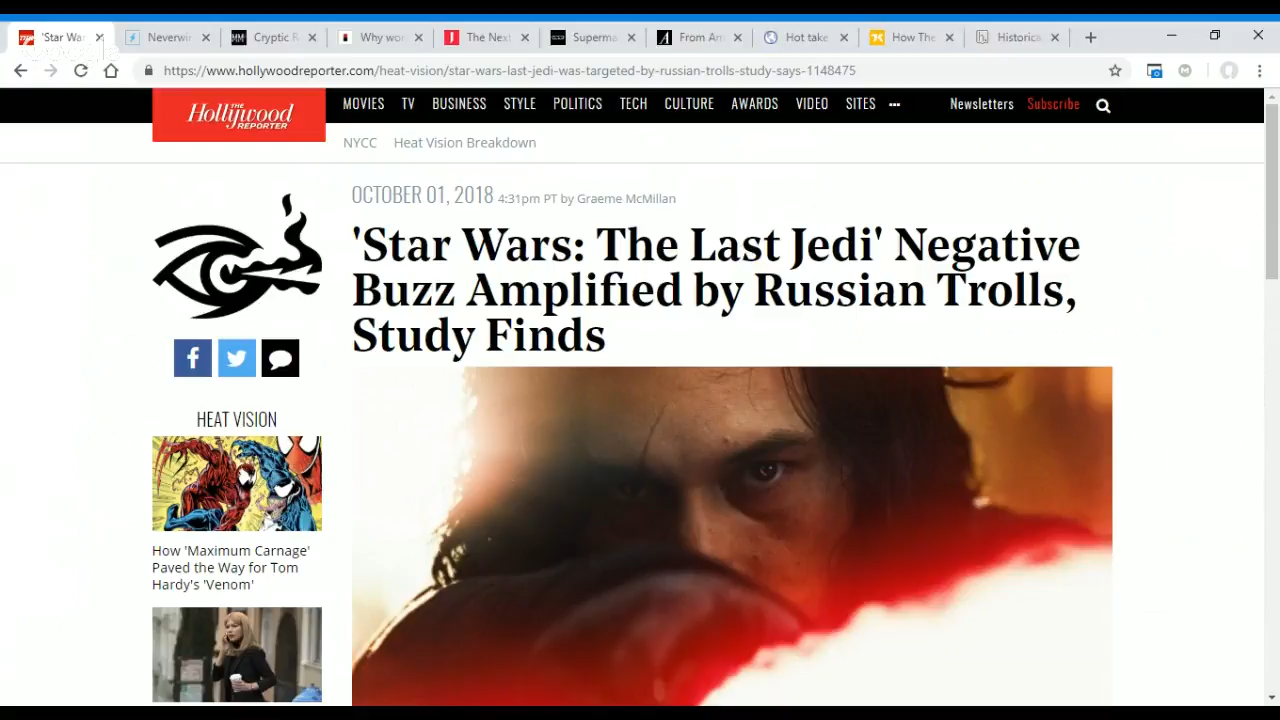 'Star War
Neverwin
Cryptic R
Why wor
The Next
Superma
From A-F
Hot take
How The
Historica
https://www.hollywoodreporter.com/heat-vision/star-wars-last-jedi-was-targeted-by-russian-trolls-study-says-1148475
THE
Hollywood
REPORTER
MOVIES TV BUSINESS STYLE POLITICS TECH CULTURE AWARDS VIDEO SITES ...
Newsletters Subscribe
NYCC Heat Vision Breakdown
OCTOBER 01, 2018 4:31pm PT by Graeme McMillan
'Star Wars: The Last Jedi' Negative
Buzz Amplified by Russian Trolls,
Study Finds
HEAT VISION
How 'Maximum Carnage'
Paved the Way for Tom
Hardy's 'Venom'